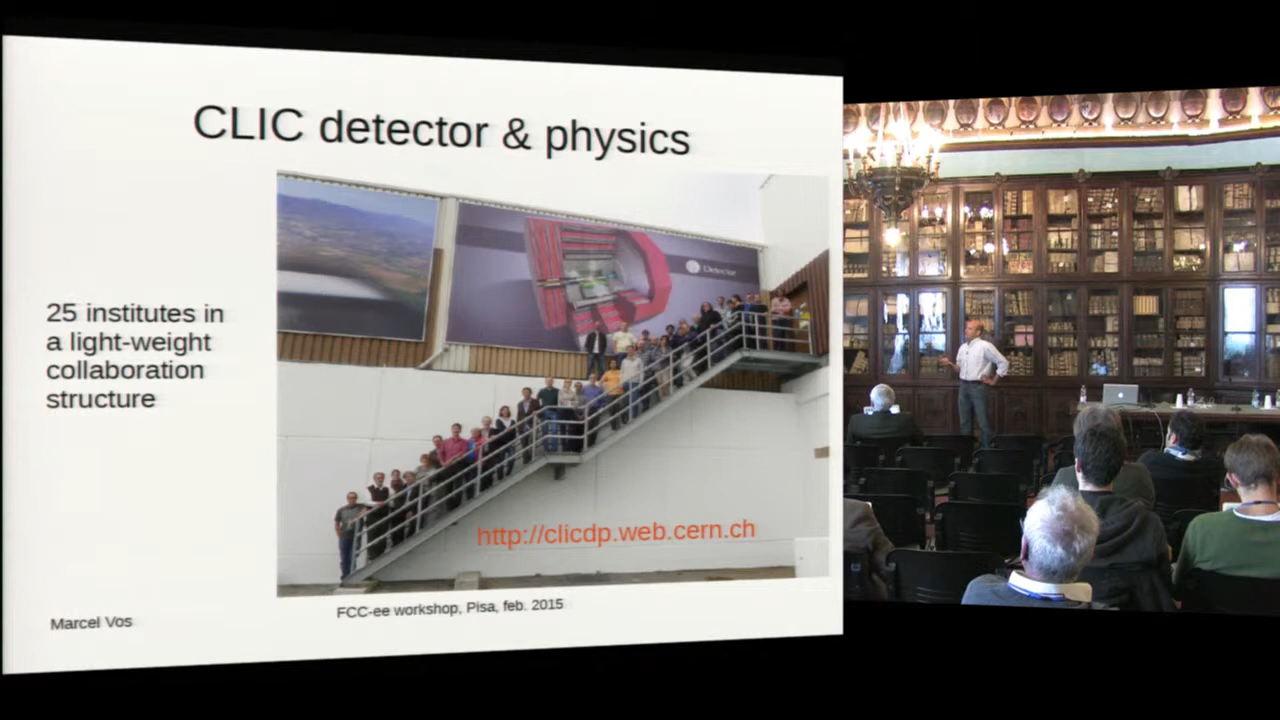 CLIC detector & physics
Detector
25 institutes in
a light-weight
collaboration
structure
http://clicdp.web.cern.ch
FCC-ee workshop, Pisa, feb. 2015
Marcel Vos